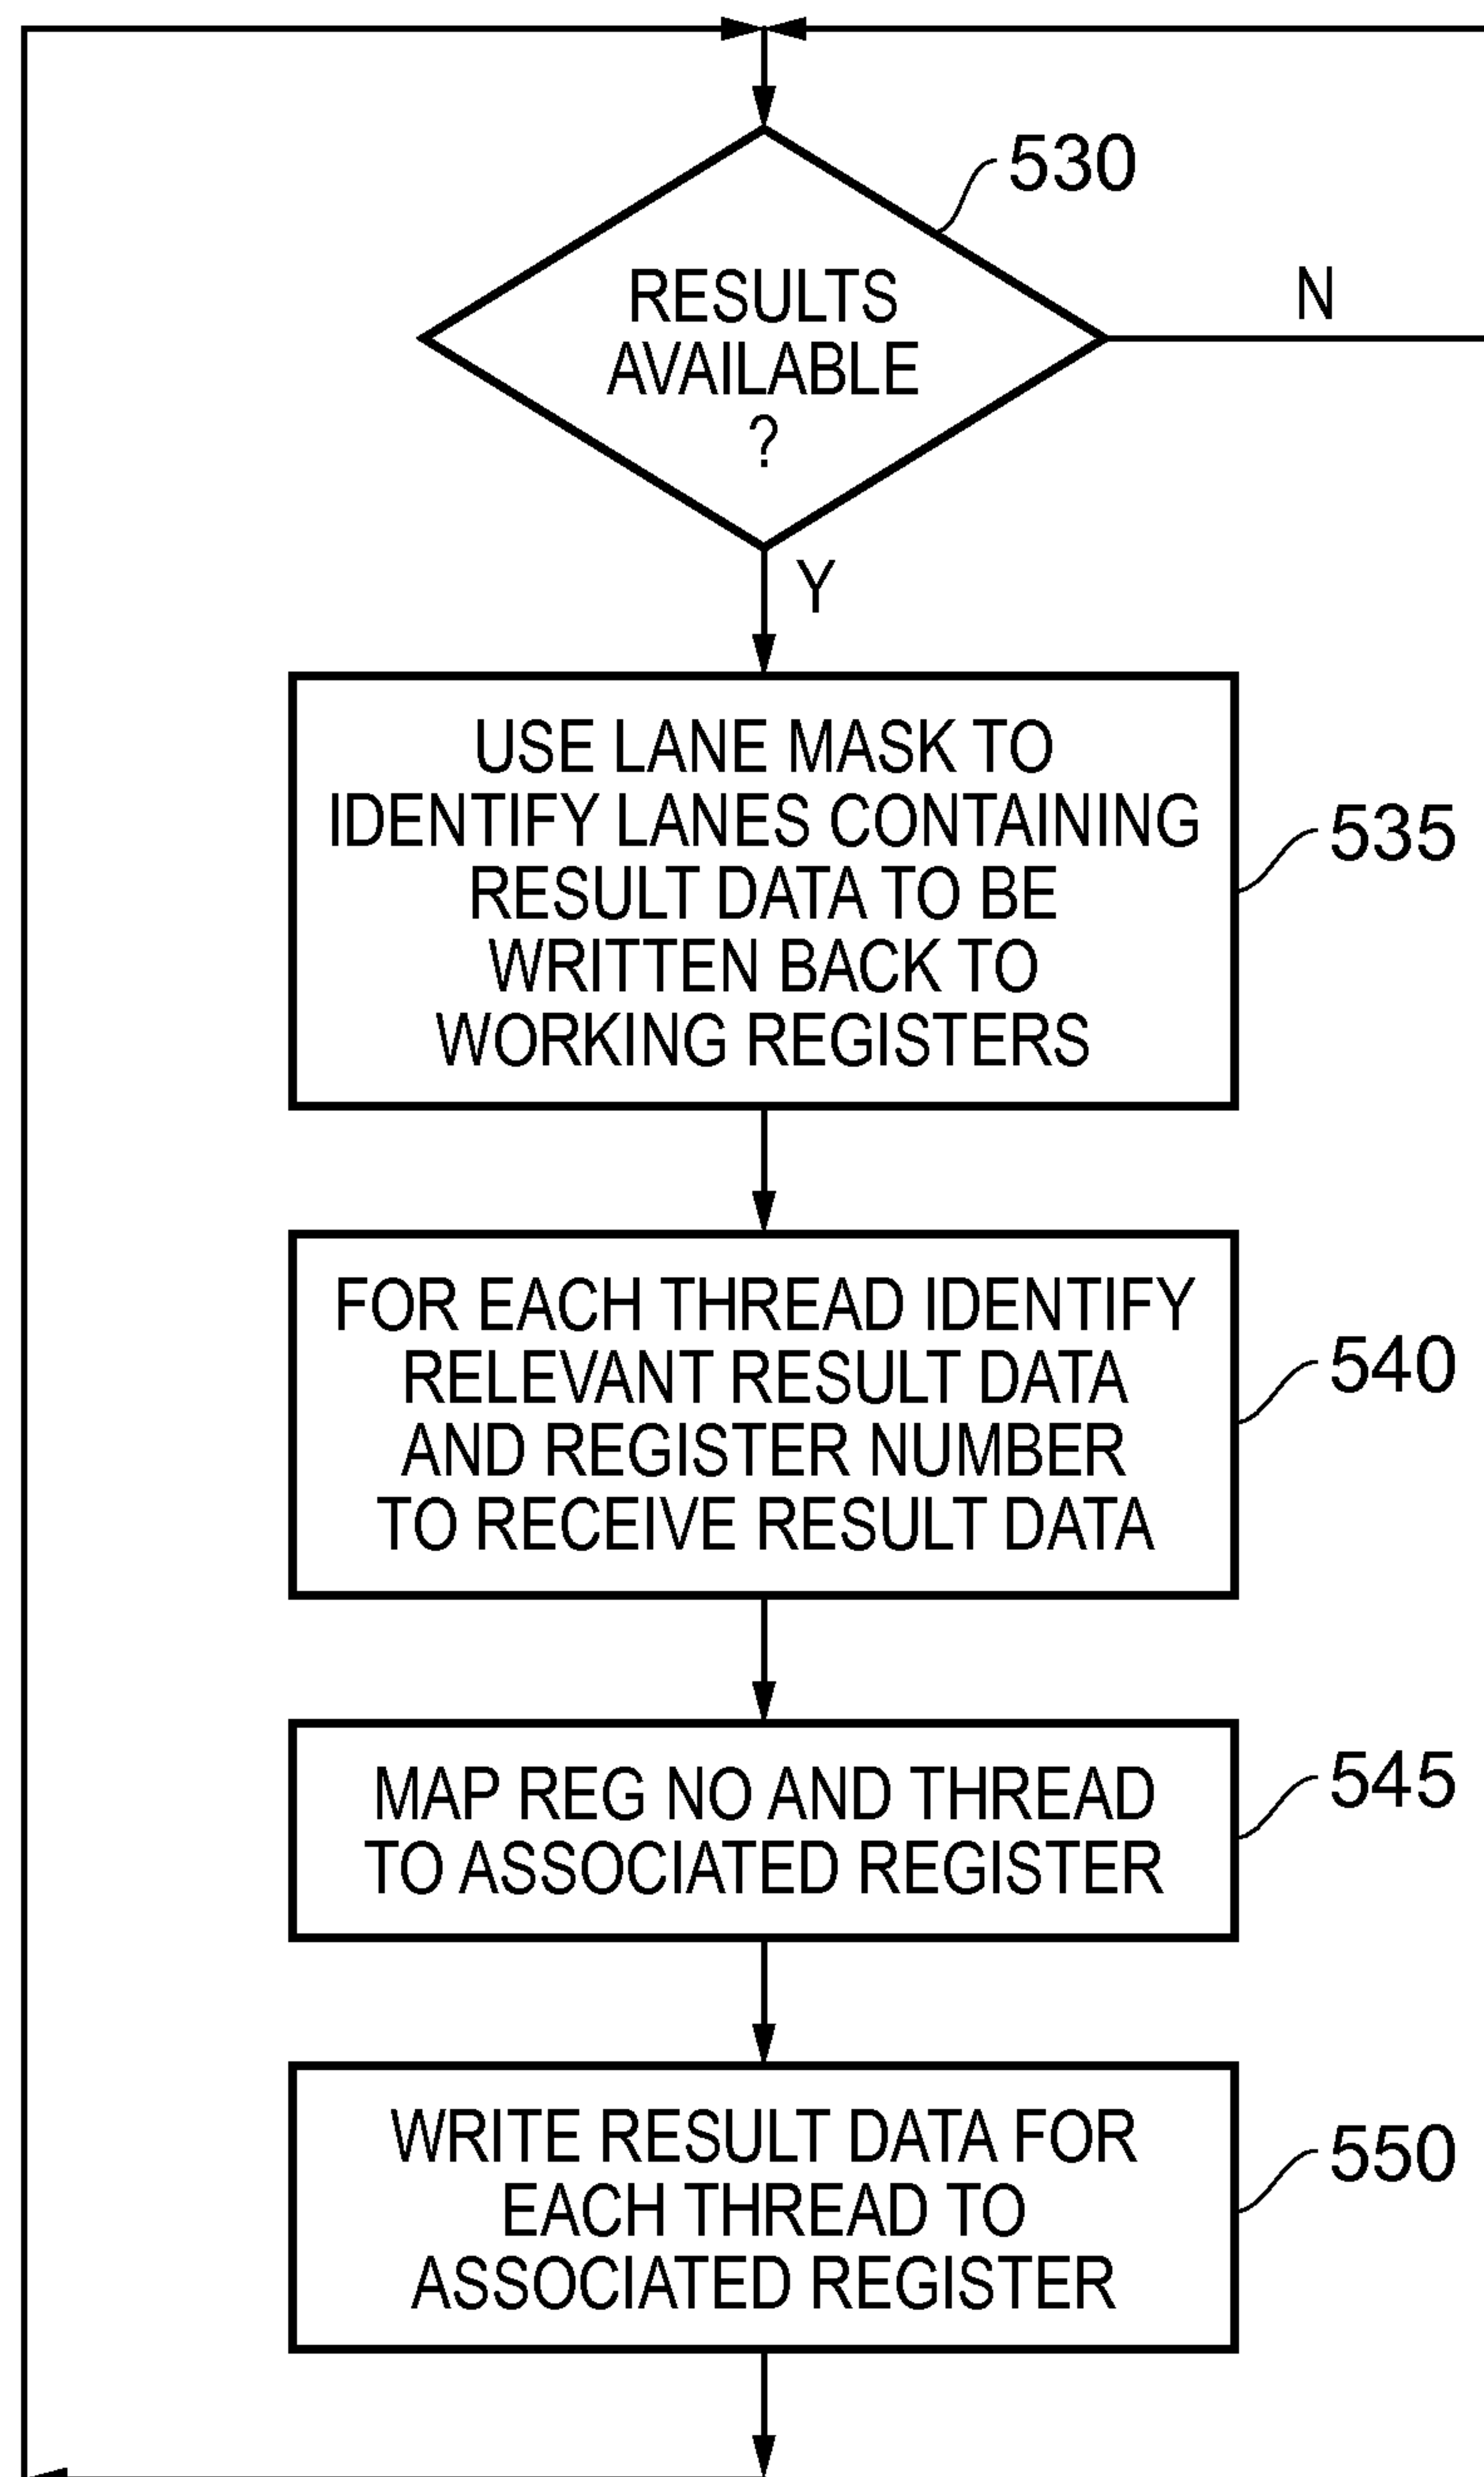 530
RESULTS
AVAILABLE
?
N
Y
USE LANE MASK TO
IDENTIFY LANES CONTAINING
RESULT DATA TO BE
WRITTEN BACK TO
WORKING REGISTERS
535
FOR EACH THREAD IDENTIFY
RELEVANT RESULT DATA
AND REGISTER NUMBER
TO RECEIVE RESULT DATA
540
MAP REG NO AND THREAD
TO ASSOCIATED REGISTER
545
WRITE RESULT DATA FOR
EACH THREAD TO
ASSOCIATED REGISTER
550